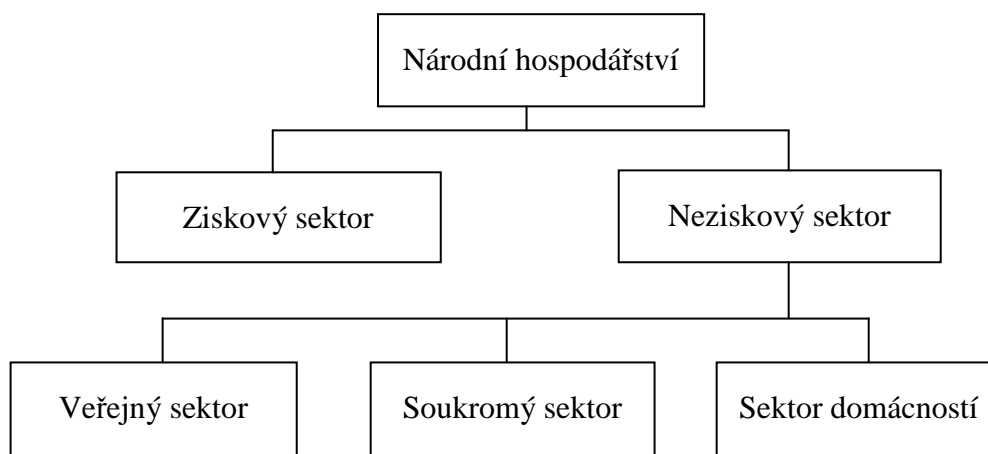 Národní hospodářství
Ziskový sektor
Neziskový sektor
Veřejný sektor
Soukromý sektor
Sektor domácností